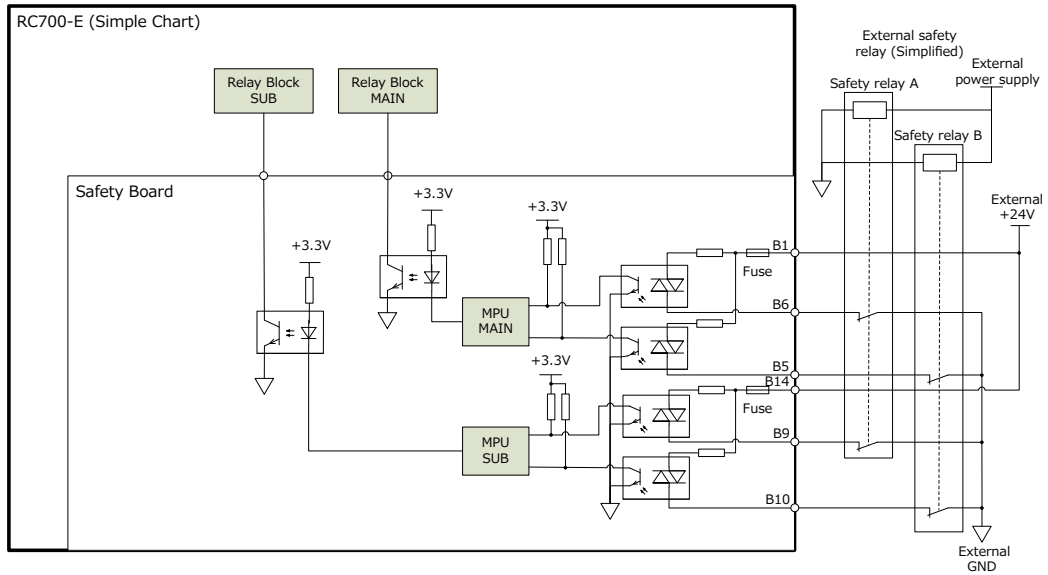 RC700-E (Simple Chart)
External safety
relay (Simplified)
External
power supply
Relay Block
SUB
Relay Block
MAIN
Safety relay A
Safety relay B
Safety Board
+3.3V
+3.3V
+3.3V
External
+24V
B1
Fuse
B6
MPU
MAIN
+3.3V
B5
B14
Fuse
B9
MPU
SUB
B10
External
GND